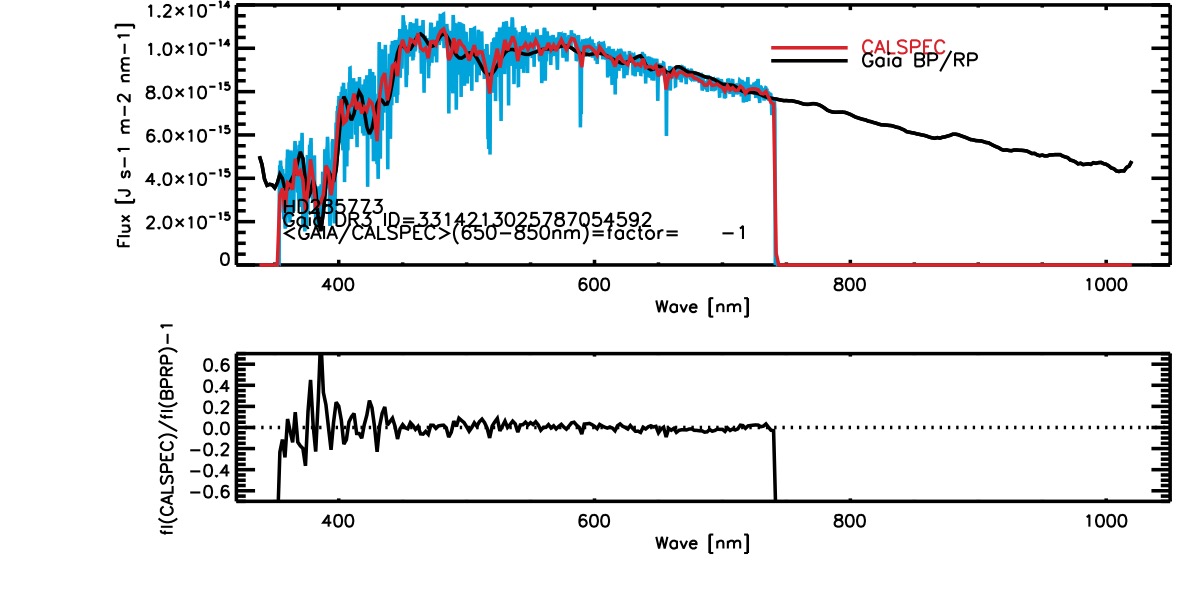 1.2×10⁻¹⁴
1.0×10⁻¹⁴
8.0×10⁻¹⁵
6.0×10⁻¹⁵
4.0×10⁻¹⁵
2.0×10⁻¹⁵
0
Flux [J s−1 m−2 nm−1]
CALSPEC
Gaia BP/RP
HD285773
Gaia DR3 ID=3314213025787054592
<GAIA/CALSPEC>(650−850nm)=factor= −1
400 600 800 1000
Wave [nm]
fl(CALSPEC)/fl(BPRP)−1
0.6
0.4
0.2
0.0
−0.2
−0.4
−0.6
400 600 800 1000
Wave [nm]